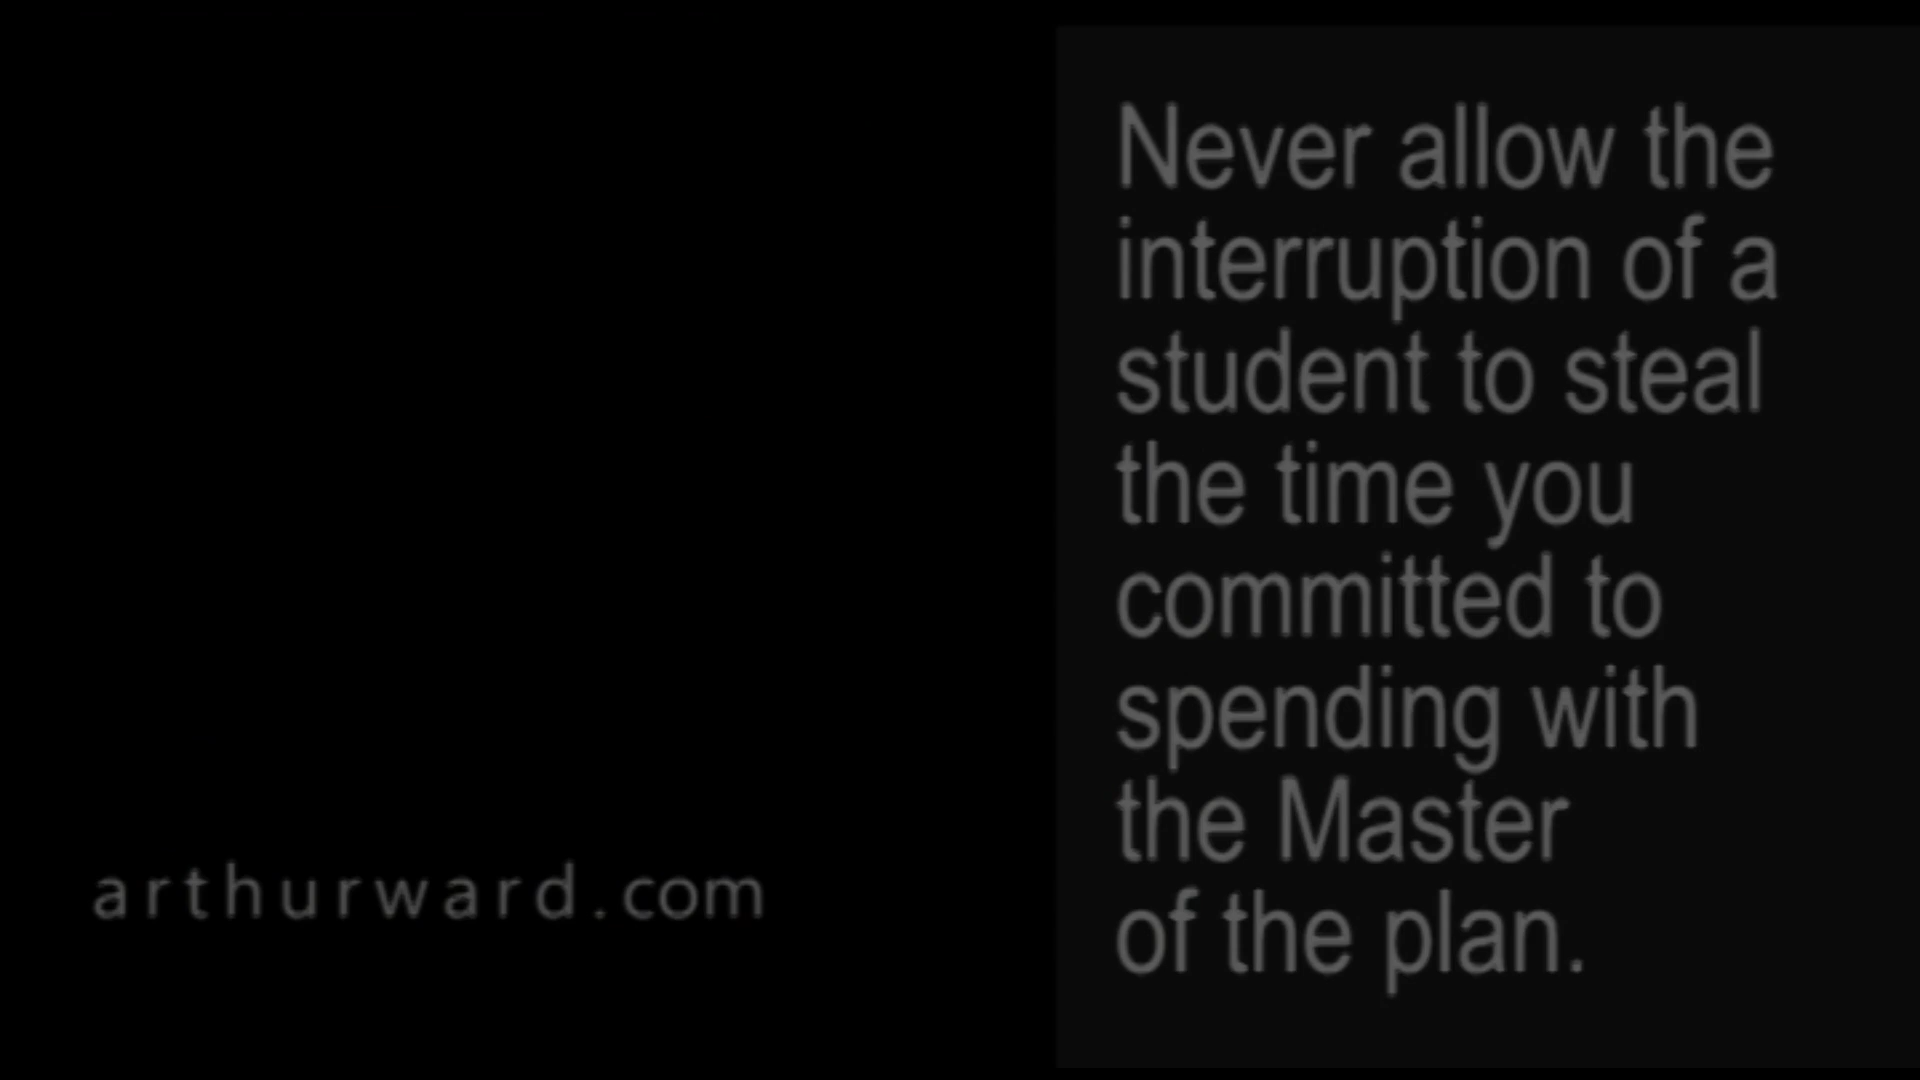 Never allow the
interruption of a
student to steal
the time you
committed to
spending with
the Master
of the plan.
arthurward.com